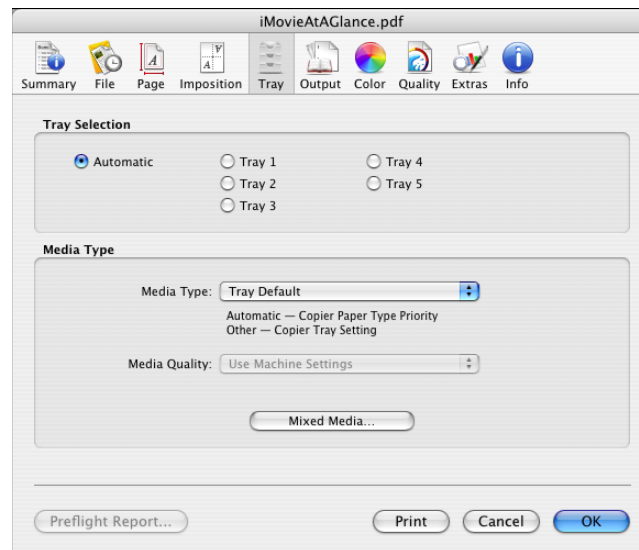 iMovieAtAGlance.pdf
Summary File Page Imposition Tray Output Color Quality Extras Info
Tray Selection
Automatic Tray 1 Tray 4
Tray 2 Tray 5
Tray 3
Media Type
Media Type: Tray Default
Automatic — Copier Paper Type Priority
Other — Copier Tray Setting
Media Quality: Use Machine Settings
Mixed Media...
Preflight Report... Print Cancel OK